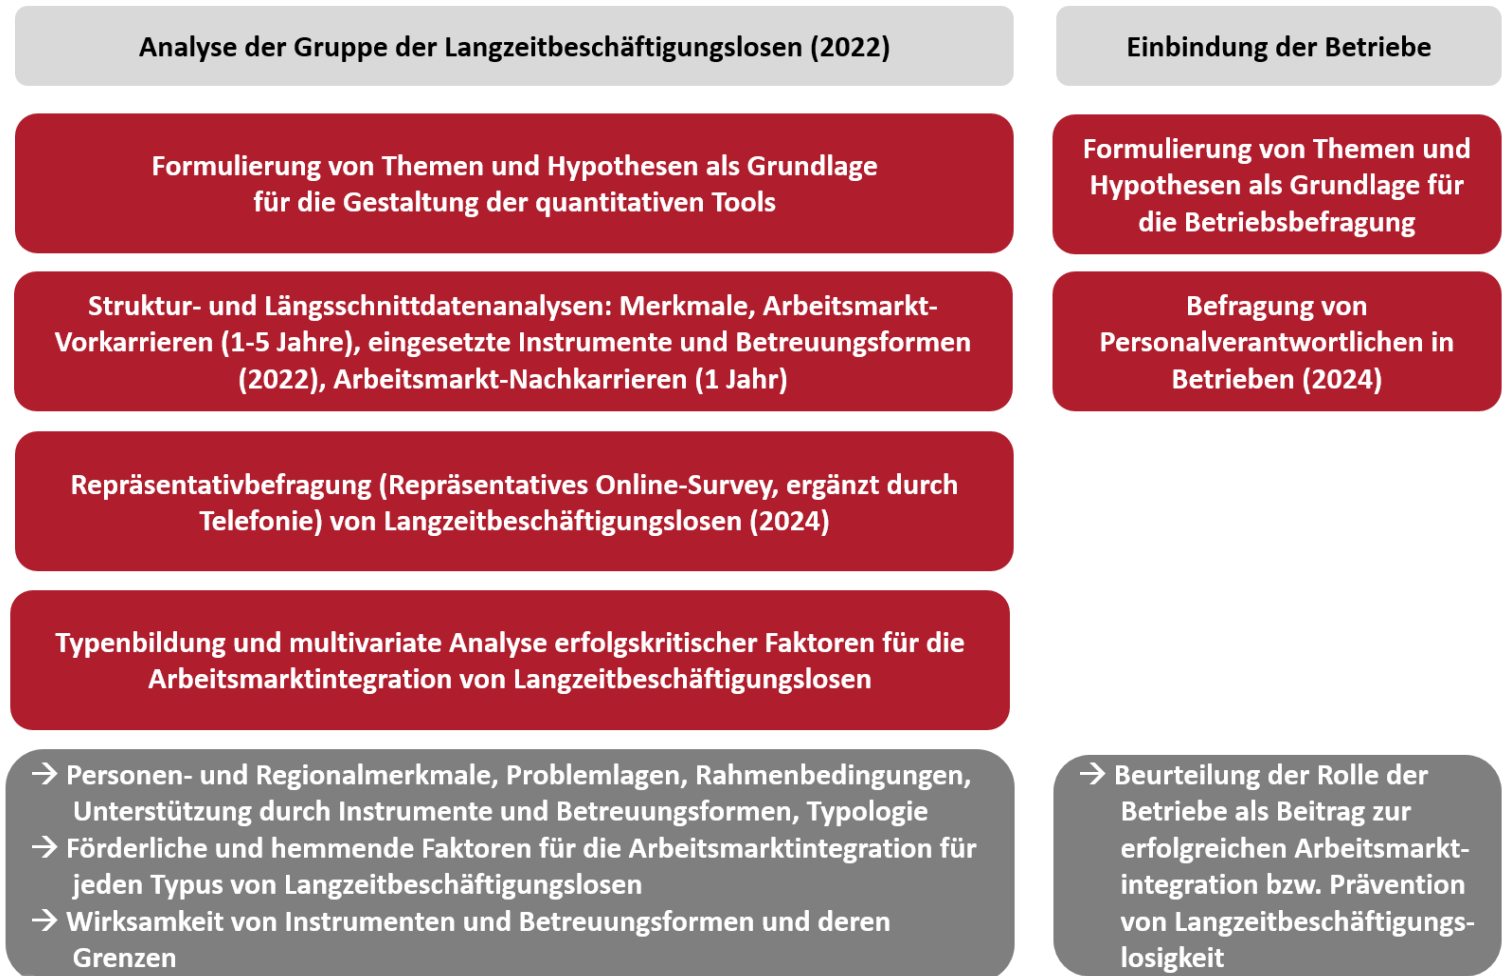 Analyse der Gruppe der Langzeitbeschäftigungslosen (2022)
Formulierung von Themen und Hypothesen als Grundlage
für die Gestaltung der quantitativen Tools
Struktur- und Längsschnittdatenanalysen: Merkmale, Arbeitsmarkt-
Vorkarrieren (1-5 Jahre), eingesetzte Instrumente und Betreuungsformen
(2022), Arbeitsmarkt-Nachkarrieren (1 Jahr)
Repräsentativbefragung (Repräsentatives Online-Survey, ergänzt durch
Telefonie) von Langzeitbeschäftigungslosen (2024)
Typenbildung und multivariate Analyse erfolgskritischer Faktoren für die
Arbeitsmarktintegration von Langzeitbeschäftigungslosen
→ Personen- und Regionalmerkmale, Problemlagen, Rahmenbedingungen,
Unterstützung durch Instrumente und Betreuungsformen, Typologie
→ Förderliche und hemmende Faktoren für die Arbeitsmarktintegration für
jeden Typus von Langzeitbeschäftigungslosen
→ Wirksamkeit von Instrumenten und Betreuungsformen und deren
Grenzen
Einbindung der Betriebe
Formulierung von Themen und
Hypothesen als Grundlage für
die Betriebsbefragung
Befragung von
Personalverantwortlichen in
Betrieben (2024)
→ Beurteilung der Rolle der
Betriebe als Beitrag zur
erfolgreichen Arbeitsmarkt-
integration bzw. Prävention
von Langzeitbeschäftigungs-
losigkeit